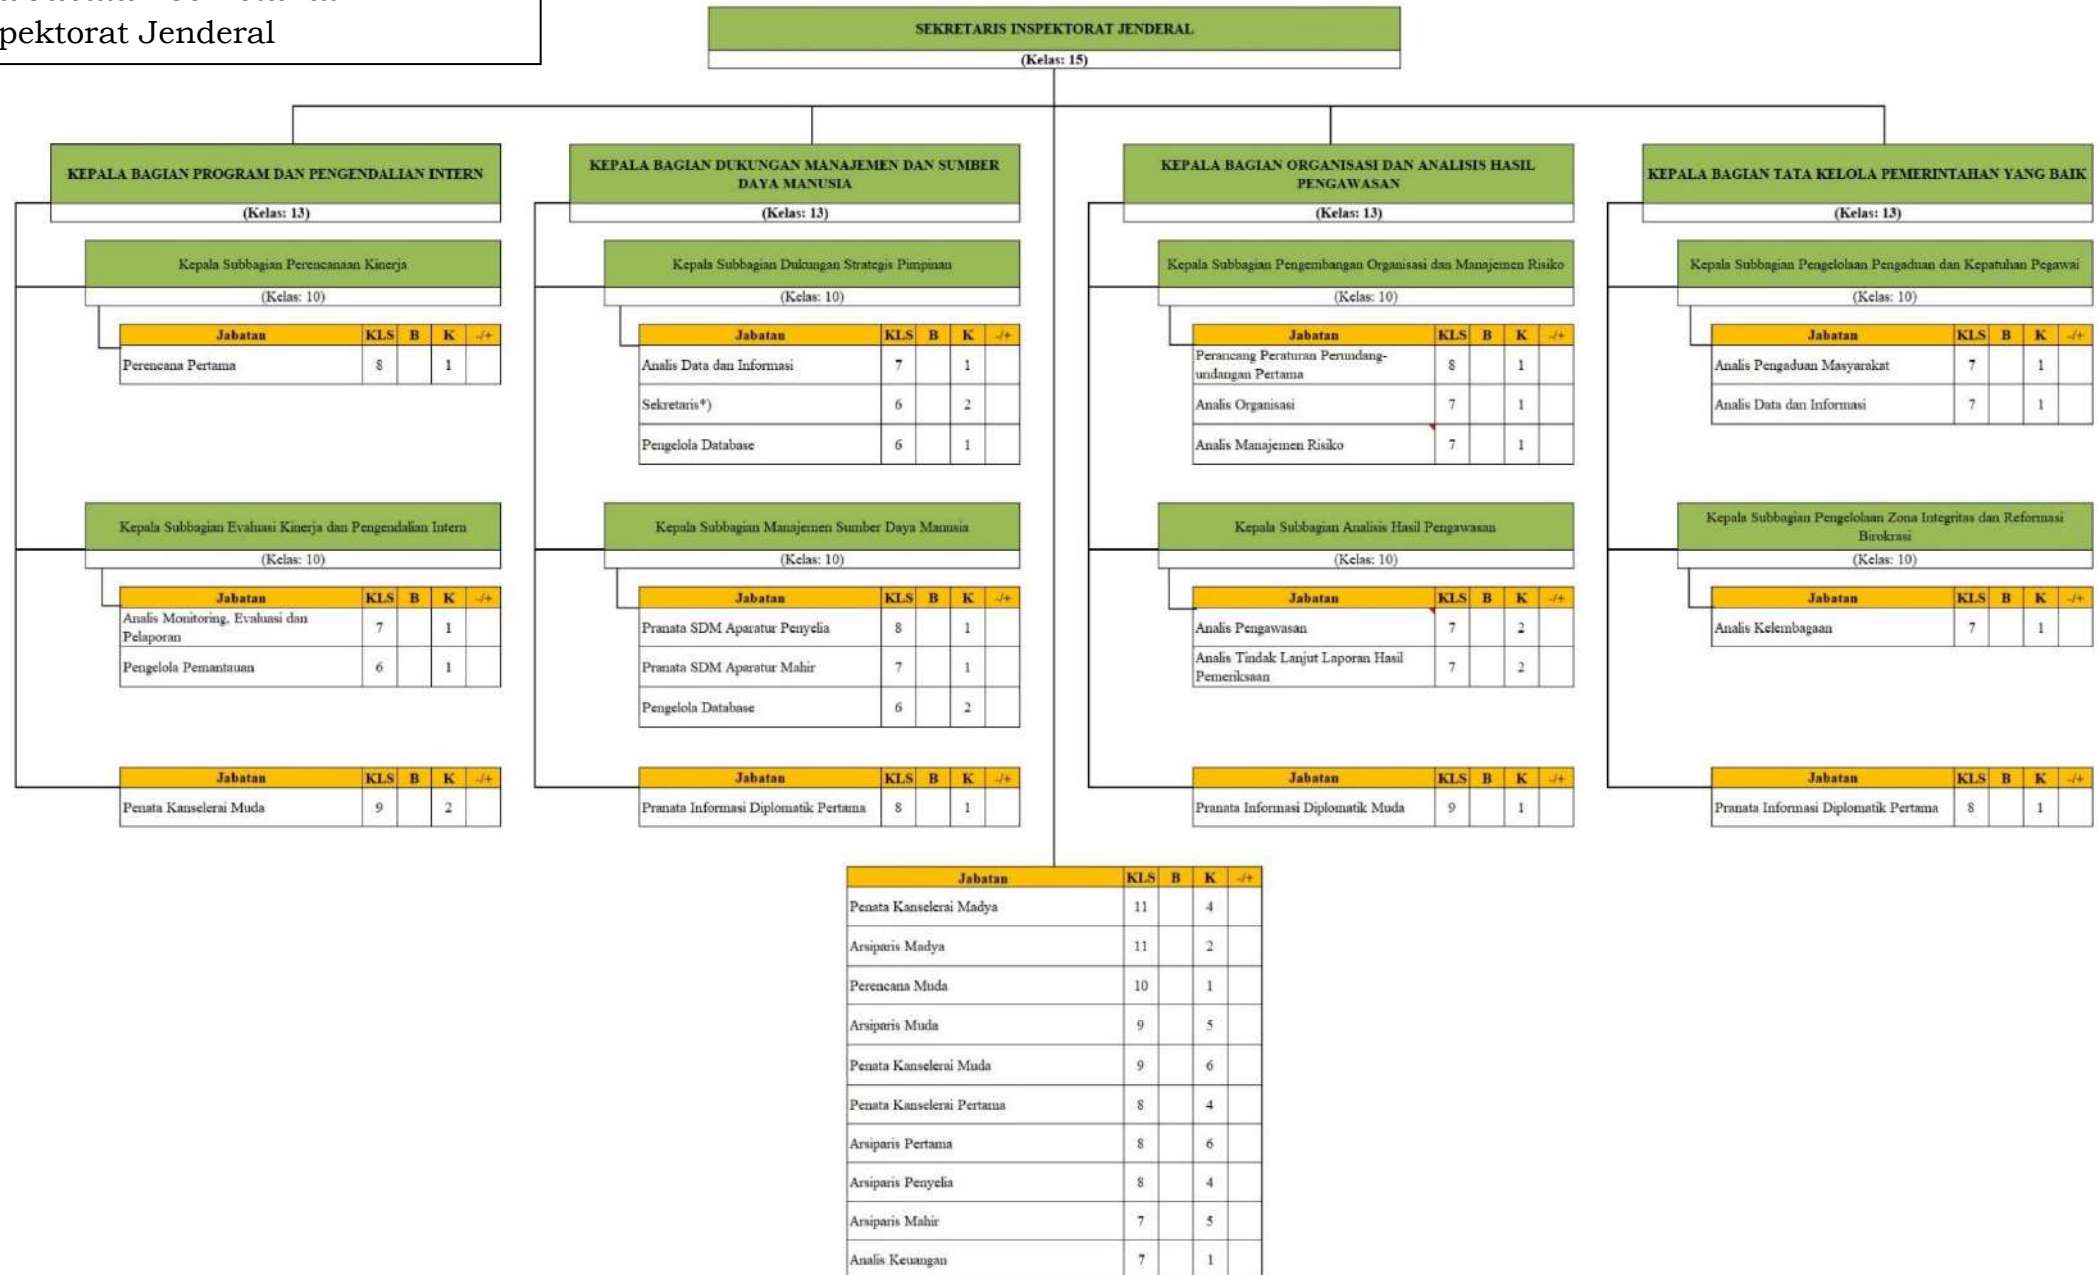 pektorat Jenderal
SEKRETARIS INSPEKTORAT JENDERAL
(Kelas: 15)
KEPALA BAGIAN PROGRAM DAN PENGENDALIAN INTERN
(Kelas: 13)
Kepala Subbagian Perencanaan Kinerja
(Kelas: 10)
Jabatan KLS B K -/+
Perencana Pertama 8 1
Kepala Subbagian Evaluasi Kinerja dan Pengendalian Intern
(Kelas: 10)
Jabatan KLS B K -/+
Analis Monitoring, Evaluasi dan
Pelaporan 7 1
Pengelola Pemantauan 6 1
Jabatan KLS B K -/+
Penata Kanselerai Muda 9 2
KEPALA BAGIAN DUKUNGAN MANAJEMEN DAN SUMBER
DAYA MANUSIA
(Kelas: 13)
Kepala Subbagian Dukungan Strategis Pimpinan
(Kelas: 10)
Jabatan KLS B K -/+
Analis Data dan Informasi 7 1
Sekretaris*) 6 2
Pengelola Database 6 1
Kepala Subbagian Manajemen Sumber Daya Manusia
(Kelas: 10)
Jabatan KLS B K -/+
Pranata SDM Aparatur Penyelia 8 1
Pranata SDM Aparatur Mahir 7 1
Pengelola Database 6 2
Jabatan KLS B K -/+
Pranata Informasi Diplomatik Pertama 8 1
KEPALA BAGIAN ORGANISASI DAN ANALISIS HASIL
PENGAWASAN
(Kelas: 13)
Kepala Subbagian Pengembangan Organisasi dan Manajemen Risiko
(Kelas: 10)
Jabatan KLS B K -/+
Perancang Peraturan Perundang-
undangan Pertama 8 1
Analis Organisasi 7 1
Analis Manajemen Risiko 7 1
Kepala Subbagian Analisis Hasil Pengawasan
(Kelas: 10)
Jabatan KLS B K -/+
Analis Pengawasan 7 2
Analis Tindak Lanjut Laporan Hasil
Pemeriksaan 7 2
Jabatan KLS B K -/+
Pranata Informasi Diplomatik Muda 9 1
KEPALA BAGIAN TATA KELOLA PEMERINTAHAN YANG BAIK
(Kelas: 13)
Kepala Subbagian Pengelolaan Pengaduan dan Kepatuhan Pegawai
(Kelas: 10)
Jabatan KLS B K -/+
Analis Pengaduan Masyarakat 7 1
Analis Data dan Informasi 7 1
Kepala Subbagian Pengelolaan Zona Integritas dan Reformasi
Birokrasi
(Kelas: 10)
Jabatan KLS B K -/+
Analis Kelembagaan 7 1
Jabatan KLS B K -/+
Pranata Informasi Diplomatik Pertama 8 1
Jabatan KLS B K -/+
Penata Kanselerai Madya 11 4
Arsiparis Madya 11 2
Perencana Muda 10 1
Arsiparis Muda 9 5
Penata Kanselerai Muda 9 6
Penata Kanselerai Pertama 8 4
Arsiparis Pertama 8 6
Arsiparis Penyelia 8 4
Arsiparis Mahir 7 5
Analis Keuangan 7 1